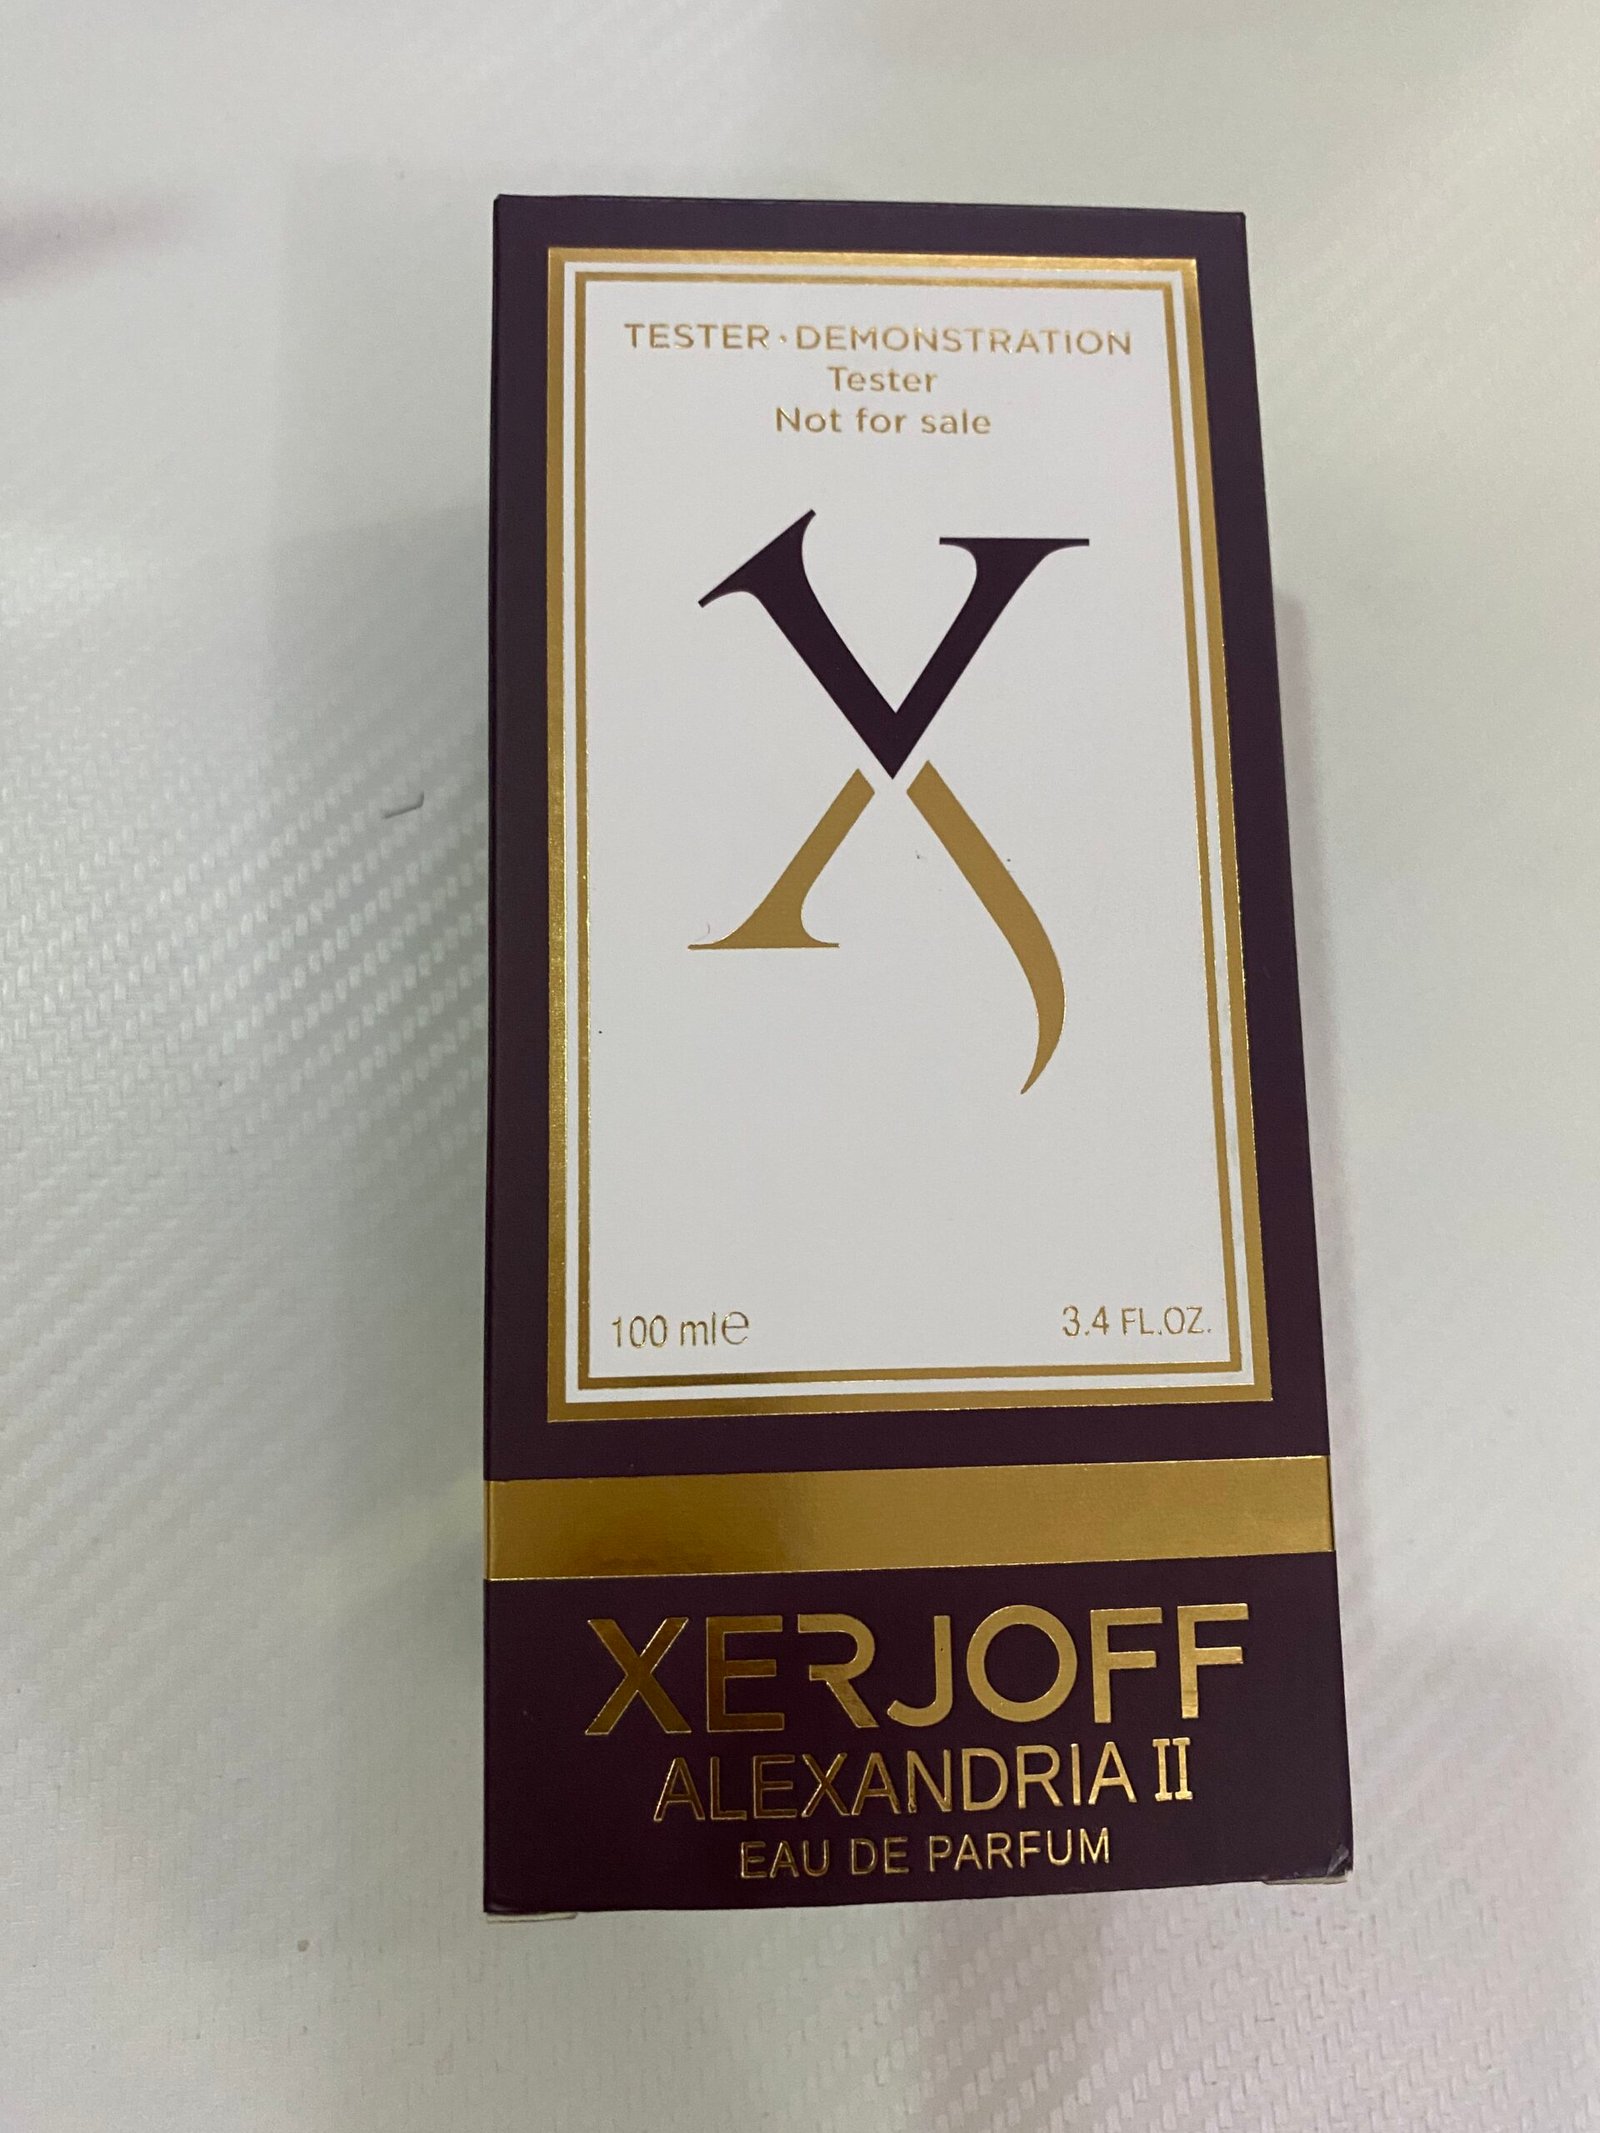 TESTER · DEMONSTRATION
Tester
Not for sale
X
100 ml℮ 3.4 FL.OZ.
XERJOFF
ALEXANDRIA II
EAU DE PARFUM